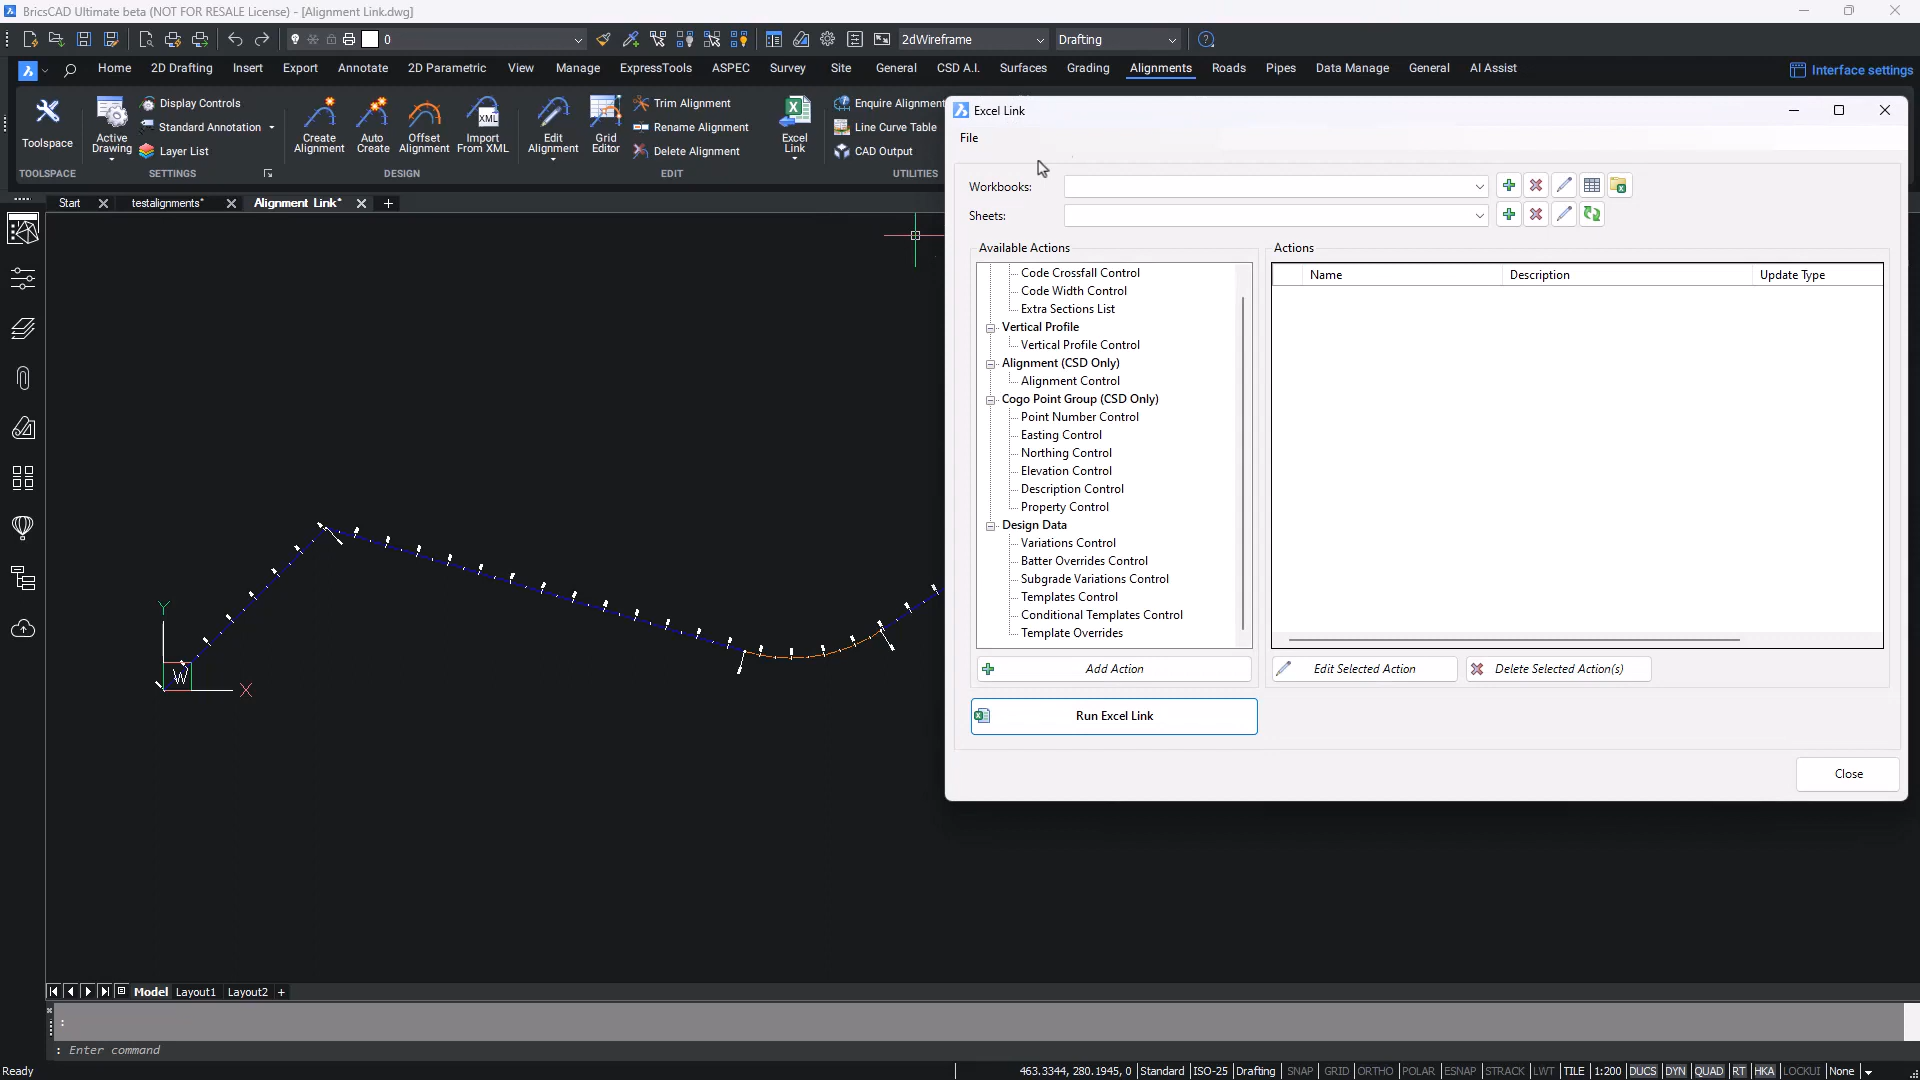 BricsCAD Ultimate beta (NOT FOR RESALE License) - [Alignment Link.dwg]
0
2dWireframe
Drafting
Home 2D Drafting Insert Export Annotate 2D Parametric View Manage ExpressTools ASPEC Survey Site General CSD A.I. Surfaces Grading Alignments Roads Pipes Data Manage General AI Assist
Interface settings
Toolspace
Active Drawing
Display Controls
Standard Annotation
Layer List
Create Alignment
Auto Create
Offset Alignment
XML
Import From XML
Edit Alignment
Grid Editor
Trim Alignment
Rename Alignment
Delete Alignment
Excel Link
Enquire Alignment
Line Curve Table
CAD Output
TOOLSPACE SETTINGS DESIGN EDIT UTILITIES
Start testalignments* Alignment Link*
Excel Link
File
Workbooks:
Sheets:
Available Actions
Code Crossfall Control
Code Width Control
Extra Sections List
Vertical Profile
Vertical Profile Control
Alignment (CSD Only)
Alignment Control
Cogo Point Group (CSD Only)
Point Number Control
Easting Control
Northing Control
Elevation Control
Description Control
Property Control
Design Data
Variations Control
Batter Overrides Control
Subgrade Variations Control
Templates Control
Conditional Templates Control
Template Overrides
Add Action
Run Excel Link
Actions
Name Description Update Type
Edit Selected Action
Delete Selected Action(s)
Close
Y
W
X
Model Layout1 Layout2 +
:
: Enter command
Ready
463.3344, 280.1945, 0 Standard ISO-25 Drafting SNAP GRID ORTHO POLAR ESNAP STRACK LWT TILE 1:200 DUCS DYN QUAD RT HKA LOCKUI None